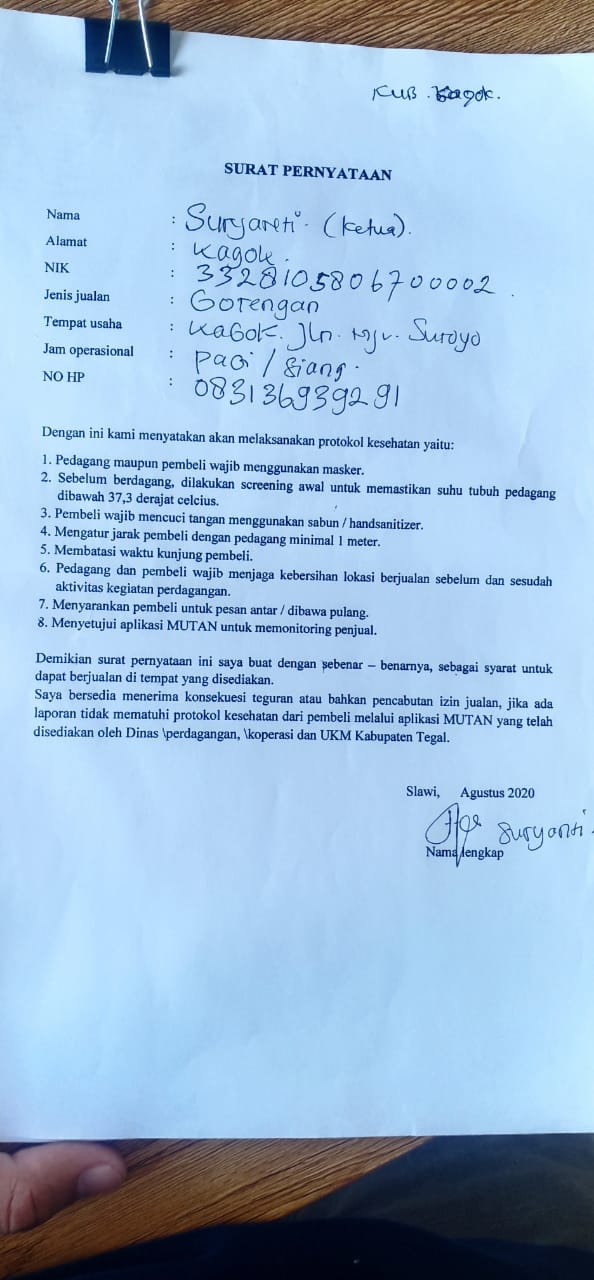 KUB. Kagok.
SURAT PERNYATAAN
Nama : Suryanti. (Ketua).
Alamat : Kagok.
NIK : 3328105806700002.
Jenis jualan : Gorengan
Tempat usaha : KaGok. Jln. Suroyo
Jam operasional : Pagi / Siang.
NO HP : 083136939291
Dengan ini kami menyatakan akan melaksanakan protokol kesehatan yaitu:
1. Pedagang maupun pembeli wajib menggunakan masker.
2. Sebelum berdagang, dilakukan screening awal untuk memastikan suhu tubuh pedagang
dibawah 37,3 derajat celcius.
3. Pembeli wajib mencuci tangan menggunakan sabun / handsanitizer.
4. Mengatur jarak pembeli dengan pedagang minimal 1 meter.
5. Membatasi waktu kunjung pembeli.
6. Pedagang dan pembeli wajib menjaga kebersihan lokasi berjualan sebelum dan sesudah
aktivitas kegiatan perdagangan.
7. Menyarankan pembeli untuk pesan antar / dibawa pulang.
8. Menyetujui aplikasi MUTAN untuk memonitoring penjual.
Demikian surat pernyataan ini saya buat dengan sebenar – benarnya, sebagai syarat untuk
dapat berjualan di tempat yang disediakan.
Saya bersedia menerima konsekuesi teguran atau bahkan pencabutan izin jualan, jika ada
laporan tidak mematuhi protokol kesehatan dari pembeli melalui aplikasi MUTAN yang telah
disediakan oleh Dinas \perdagangan, \koperasi dan UKM Kabupaten Tegal.
Slawi, Agustus 2020
Suryanti.
Nama lengkap